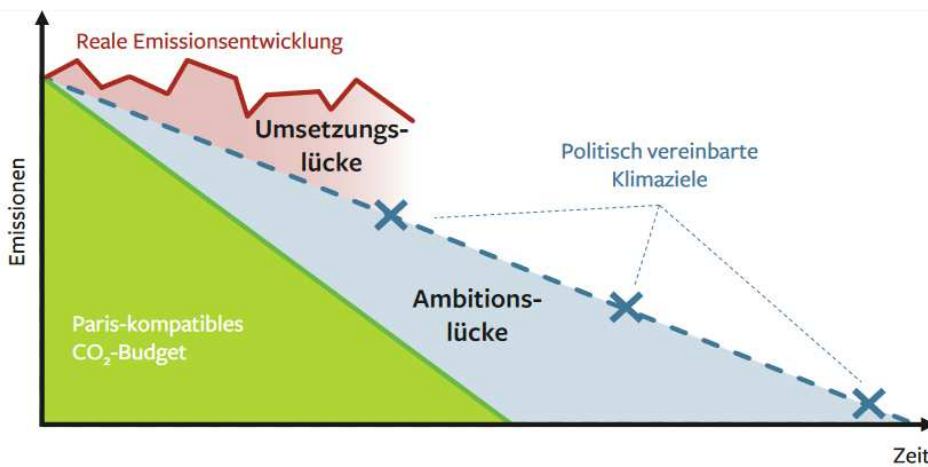 Reale Emissionsentwicklung
Umsetzungs-
lücke
Politisch vereinbarte
Klimaziele
Emissionen
Ambitions-
lücke
Paris-kompatibles
CO₂-Budget
Zeit